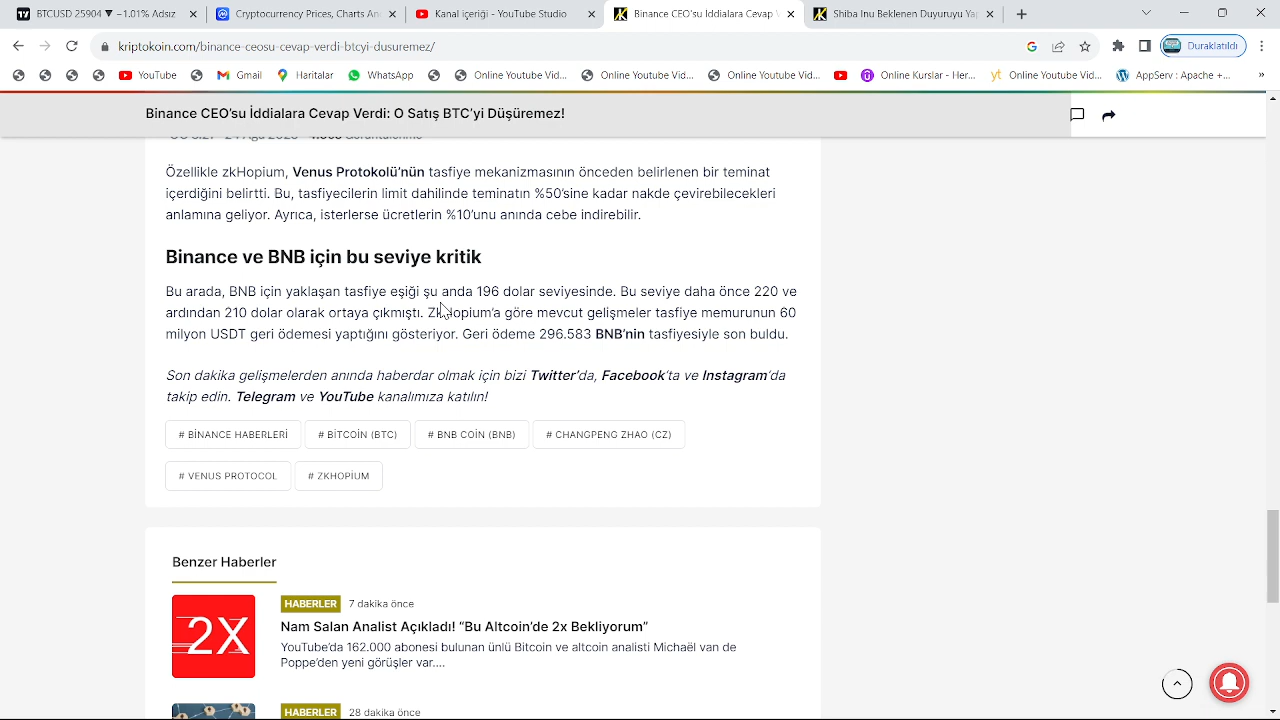 BTCUSD 25904 ▼ −1.01% Adsız
Cryptocurrency Prices, Charts An
Kanal içeriği - YouTube Studio
Binance CEO'su İddialara Cevap V
Shiba Inu Beklenen Duyuruyu Ya
kriptokoin.com/binance-ceosu-cevap-verdi-btcyi-dusuremez/
Duraklatıldı
YouTube
Gmail
Haritalar
WhatsApp
Online Youtube Vid...
Online Youtube Vid...
Online Youtube Vid...
Online Kurslar - Her...
yt Online Youtube Vid...
AppServ : Apache +...
»
Binance CEO'su İddialara Cevap Verdi: O Satış BTC'yi Düşüremez!
Özellikle zkHopium, Venus Protokolü'nün tasfiye mekanizmasının önceden belirlenen bir teminat
içerdiğini belirtti. Bu, tasfiyecilerin limit dahilinde teminatın %50'sine kadar nakde çevirebilecekleri
anlamına geliyor. Ayrıca, isterlerse ücretlerin %10'unu anında cebe indirebilir.
Binance ve BNB için bu seviye kritik
Bu arada, BNB için yaklaşan tasfiye eşiği şu anda 196 dolar seviyesinde. Bu seviye daha önce 220 ve
ardından 210 dolar olarak ortaya çıkmıştı. ZkHopium'a göre mevcut gelişmeler tasfiye memurunun 60
milyon USDT geri ödemesi yaptığını gösteriyor. Geri ödeme 296.583 BNB'nin tasfiyesiyle son buldu.
Son dakika gelişmelerden anında haberdar olmak için bizi Twitter'da, Facebook'ta ve Instagram'da
takip edin. Telegram ve YouTube kanalımıza katılın!
# BİNANCE HABERLERİ
# BİTCOİN (BTC)
# BNB COİN (BNB)
# CHANGPENG ZHAO (CZ)
# VENUS PROTOCOL
# ZKHOPİUM
Benzer Haberler
2X
HABERLER 7 dakika önce
Nam Salan Analist Açıkladı! “Bu Altcoin'de 2x Bekliyorum”
YouTube'da 162.000 abonesi bulunan ünlü Bitcoin ve altcoin analisti Michaël van de
Poppe'den yeni görüşler var....
HABERLER 28 dakika önce